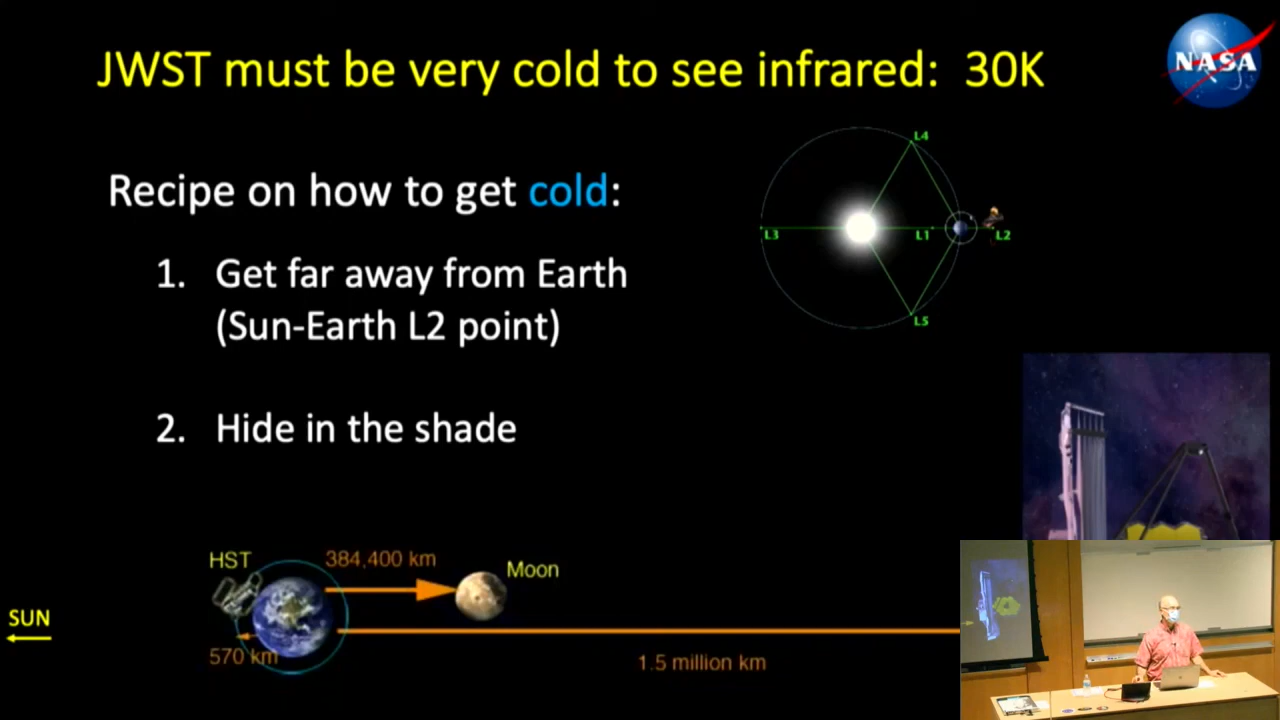 JWST must be very cold to see infrared: 30K
NASA
Recipe on how to get cold:
1. Get far away from Earth
(Sun-Earth L2 point)
2. Hide in the shade
L4
L3
L1
L2
L5
HST
384,400 km
Moon
SUN
570 km
1.5 million km